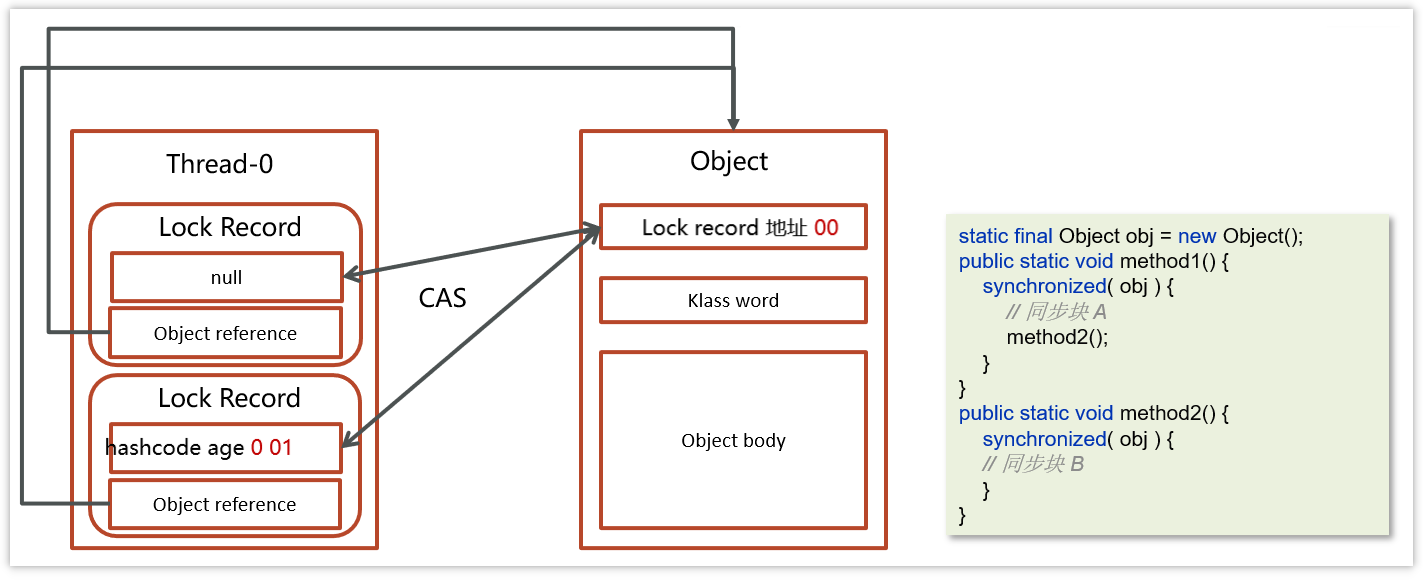 Thread-0
Lock Record
null
Object reference
Lock Record
hashcode age 0 01
Object reference
CAS
Object
Lock record 地址 00
Klass word
Object body
static final Object obj = new Object();
public static void method1() {
synchronized( obj ) {
// 同步块 A
method2();
}
}
public static void method2() {
synchronized( obj ) {
// 同步块 B
}
}